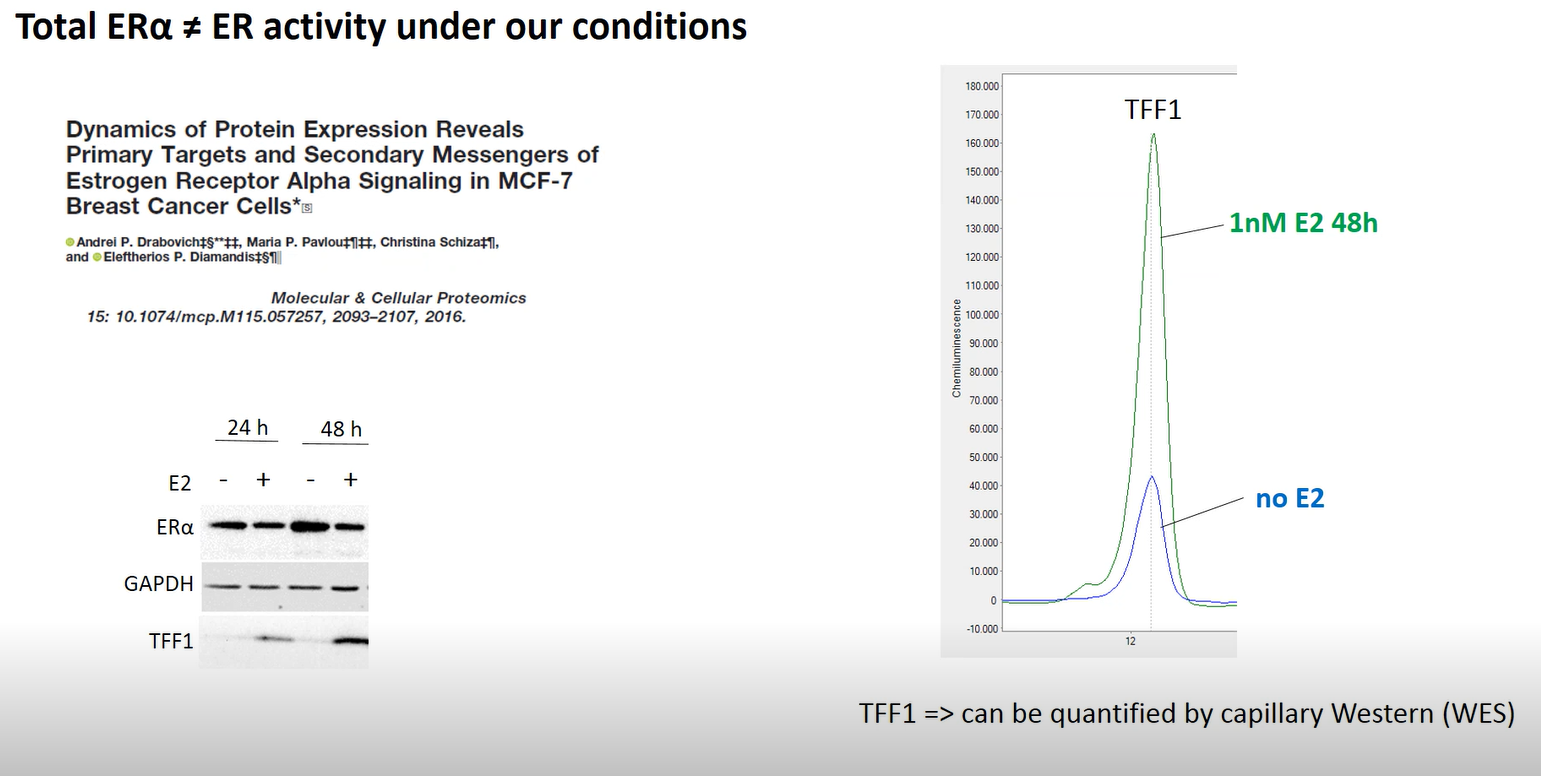 Total ERα ≠ ER activity under our conditions
Dynamics of Protein Expression Reveals
Primary Targets and Secondary Messengers of
Estrogen Receptor Alpha Signaling in MCF-7
Breast Cancer Cells*S
Andrei P. Drabovich‡§**‡‡, Maria P. Pavlou‡¶‡‡, Christina Schiza‡¶,
and Eleftherios P. Diamandis‡§¶‖
Molecular & Cellular Proteomics
15: 10.1074/mcp.M115.057257, 2093–2107, 2016.
24 h 48 h
E2 - + - +
ERα
GAPDH
TFF1
180.000
170.000
160.000
150.000
140.000
130.000
120.000
110.000
100.000
90.000
80.000
70.000
60.000
50.000
40.000
30.000
20.000
10.000
0
-10.000
Chemiluminescence
12
TFF1
1nM E2 48h
no E2
TFF1 => can be quantified by capillary Western (WES)